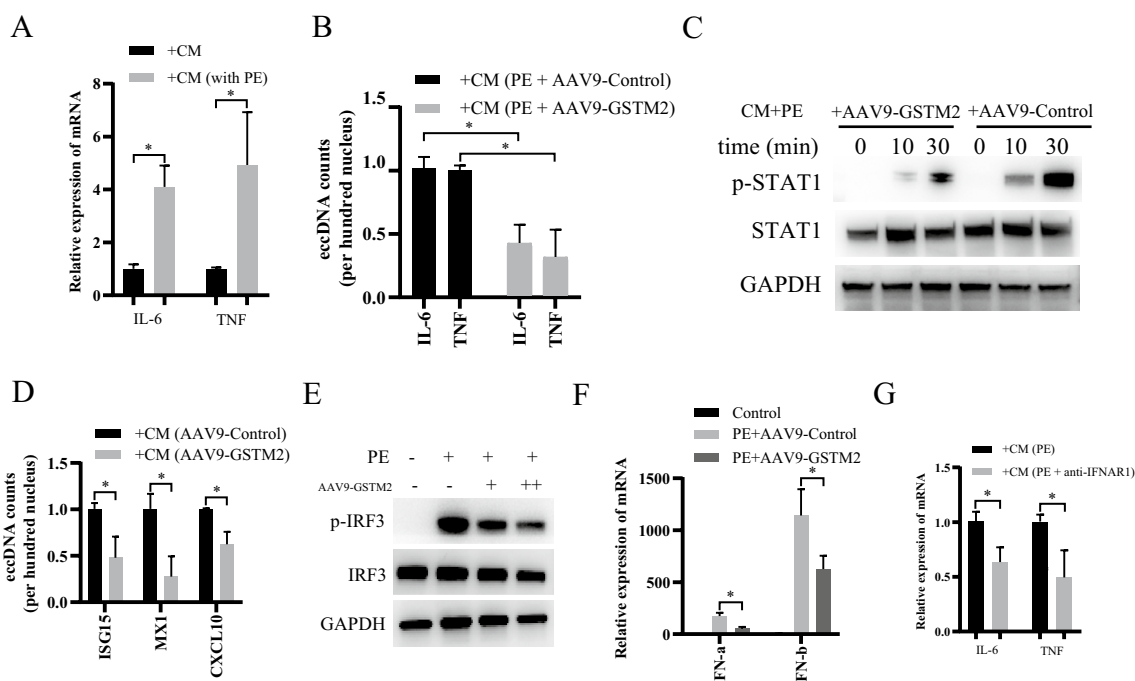 A
+CM
+CM (with PE)
Relative expression of mRNA
8
6
4
2
0
*
*
IL-6
TNF
B
+CM (PE + AAV9-Control)
+CM (PE + AAV9-GSTM2)
eccDNA counts
(per hundred nucleus)
1.5
1.0
0.5
0.0
*
*
IL-6
TNF
IL-6
TNF
C
CM+PE
+AAV9-GSTM2
+AAV9-Control
time (min)
0 10 30 0 10 30
p-STAT1
STAT1
GAPDH
D
+CM (AAV9-Control)
+CM (AAV9-GSTM2)
eccDNA counts
(per hundred nucleus)
1.5
1.0
0.5
0.0
*
*
*
ISG15
MX1
CXCL10
E
PE - + + +
AAV9-GSTM2 - - + ++
p-IRF3
IRF3
GAPDH
F
Control
PE+AAV9-Control
PE+AAV9-GSTM2
Relative expression of mRNA
1500
1000
500
0
*
*
FN-a
FN-b
G
+CM (PE)
+CM (PE + anti-IFNAR1)
Relative expression of mRNA
1.5
1.0
0.5
0.0
*
*
IL-6
TNF